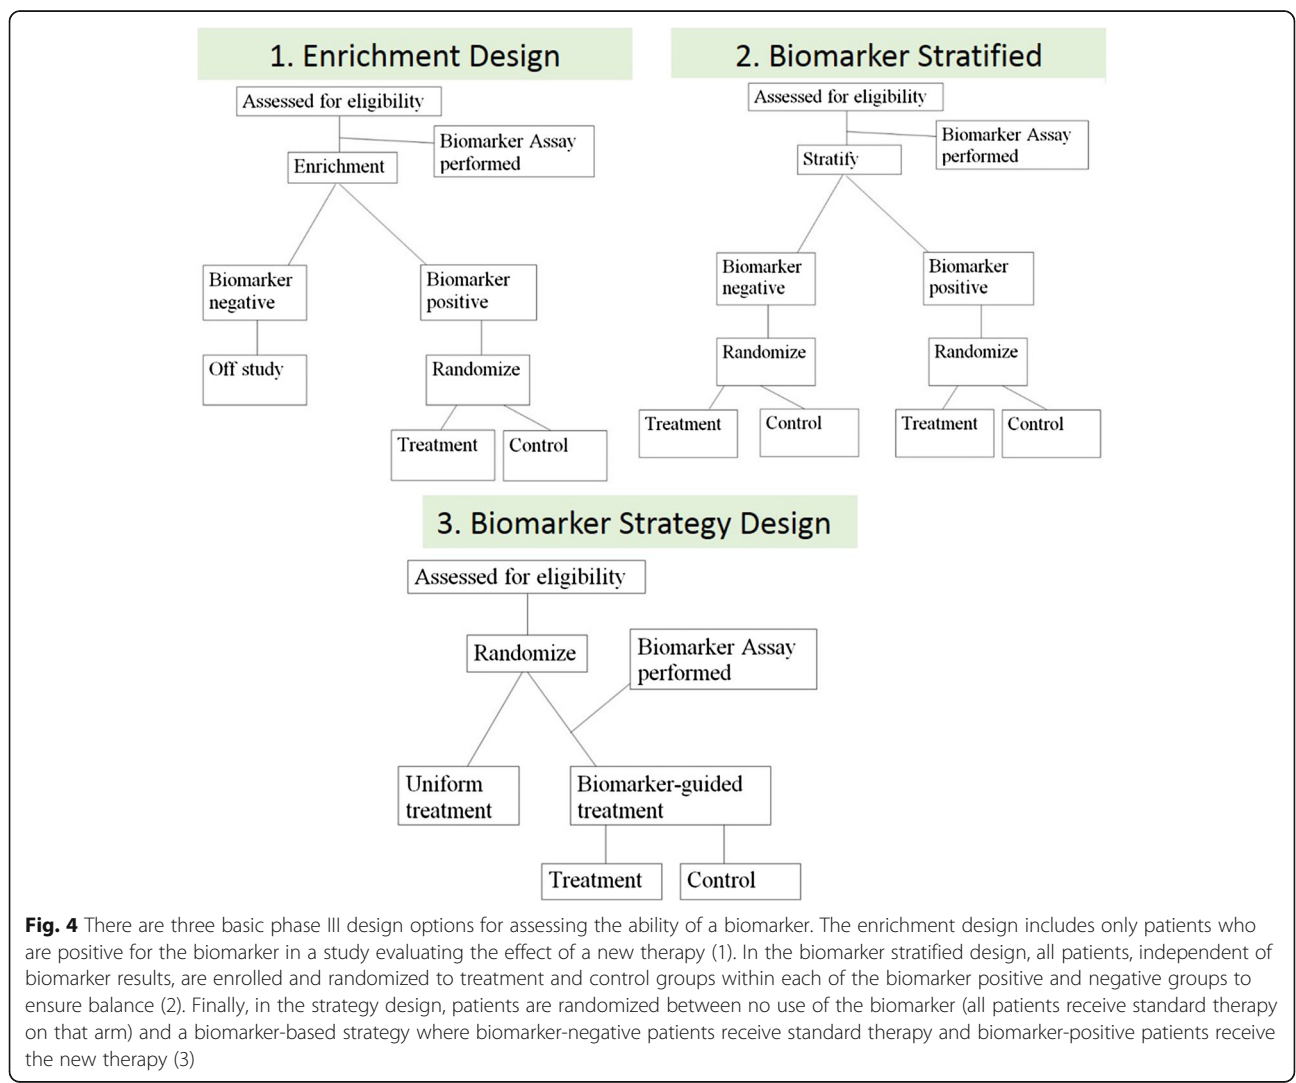 1. Enrichment Design
Assessed for eligibility
Biomarker Assay
performed
Enrichment
Biomarker
negative
Biomarker
positive
Off study
Randomize
Treatment
Control
2. Biomarker Stratified
Assessed for eligibility
Biomarker Assay
performed
Stratify
Biomarker
negative
Biomarker
positive
Randomize
Randomize
Treatment
Control
Treatment
Control
3. Biomarker Strategy Design
Assessed for eligibility
Randomize
Biomarker Assay
performed
Uniform
treatment
Biomarker-guided
treatment
Treatment
Control
Fig. 4 There are three basic phase III design options for assessing the ability of a biomarker. The enrichment design includes only patients who
are positive for the biomarker in a study evaluating the effect of a new therapy (1). In the biomarker stratified design, all patients, independent of
biomarker results, are enrolled and randomized to treatment and control groups within each of the biomarker positive and negative groups to
ensure balance (2). Finally, in the strategy design, patients are randomized between no use of the biomarker (all patients receive standard therapy
on that arm) and a biomarker-based strategy where biomarker-negative patients receive standard therapy and biomarker-positive patients receive
the new therapy (3)